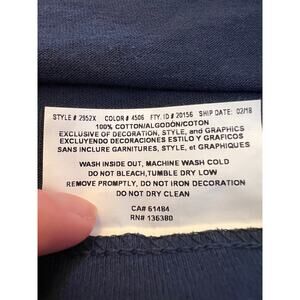 STYLE # 2952X COLOR # 4506 FTY. ID # 20156 SHIP DATE: 02/18
100% COTTON/ALGODÓN/COTON
EXCLUSIVE OF DECORATION, STYLE, and GRAPHICS
EXCLUYENDO DECORACIONES ESTILO Y GRAFICOS
SANS INCLURE GARNITURES, STYLE, et GRAPHIQUES
WASH INSIDE OUT, MACHINE WASH COLD
DO NOT BLEACH,TUMBLE DRY LOW
REMOVE PROMPTLY, DO NOT IRON DECORATION
DO NOT DRY CLEAN
CA# 61484
RN# 136380